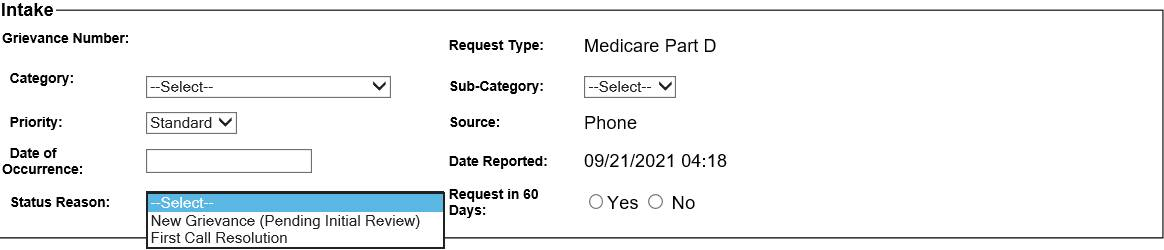 Intake
Grievance Number:
Request Type: Medicare Part D
Category: --Select-- Sub-Category: --Select--
Priority: Standard Source: Phone
Date of
Occurrence:
Date Reported: 09/21/2021 04:18
Status Reason: --Select--
New Grievance (Pending Initial Review)
First Call Resolution
Request in 60
Days:
Yes No